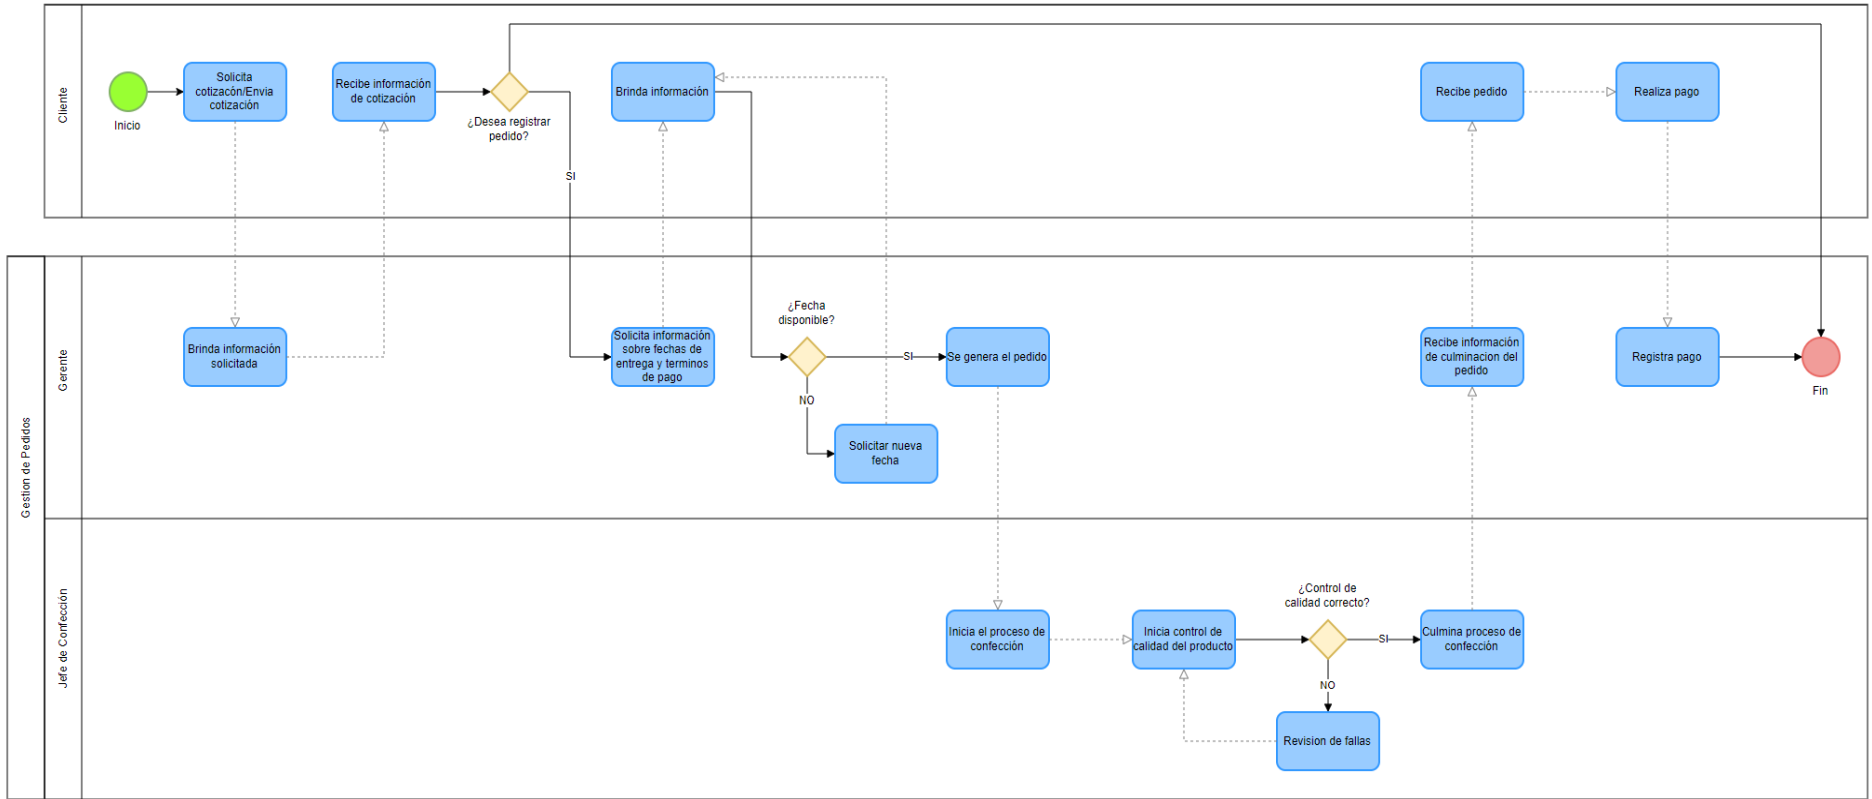 Cliente
Inicio
Solicita
cotizacón/Envia
cotización
Recibe información
de cotización
¿Desea registrar
pedido?
SI
Brinda información
Recibe pedido
Realiza pago
Gestion de Pedidos
Gerente
Brinda información
solicitada
Solicita información
sobre fechas de
entrega y terminos
de pago
¿Fecha
disponible?
SI
NO
Se genera el pedido
Solicitar nueva
fecha
Recibe información
de culminacion del
pedido
Registra pago
Fin
Jefe de Confección
Inicia el proceso de
confección
Inicia control de
calidad del producto
¿Control de
calidad correcto?
SI
NO
Culmina proceso de
confección
Revision de fallas